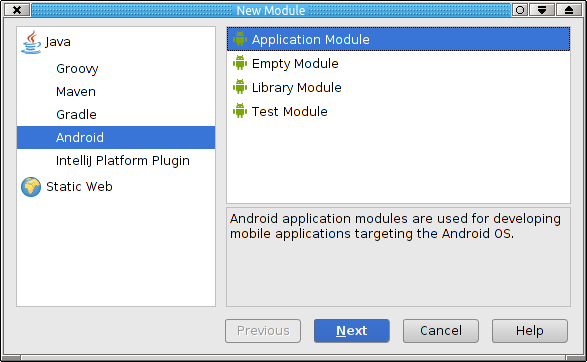 New Module
Java
Groovy
Maven
Gradle
Android
IntelliJ Platform Plugin
Static Web
Application Module
Empty Module
Library Module
Test Module
Android application modules are used for developing
mobile applications targeting the Android OS.
Previous
Next
Cancel
Help